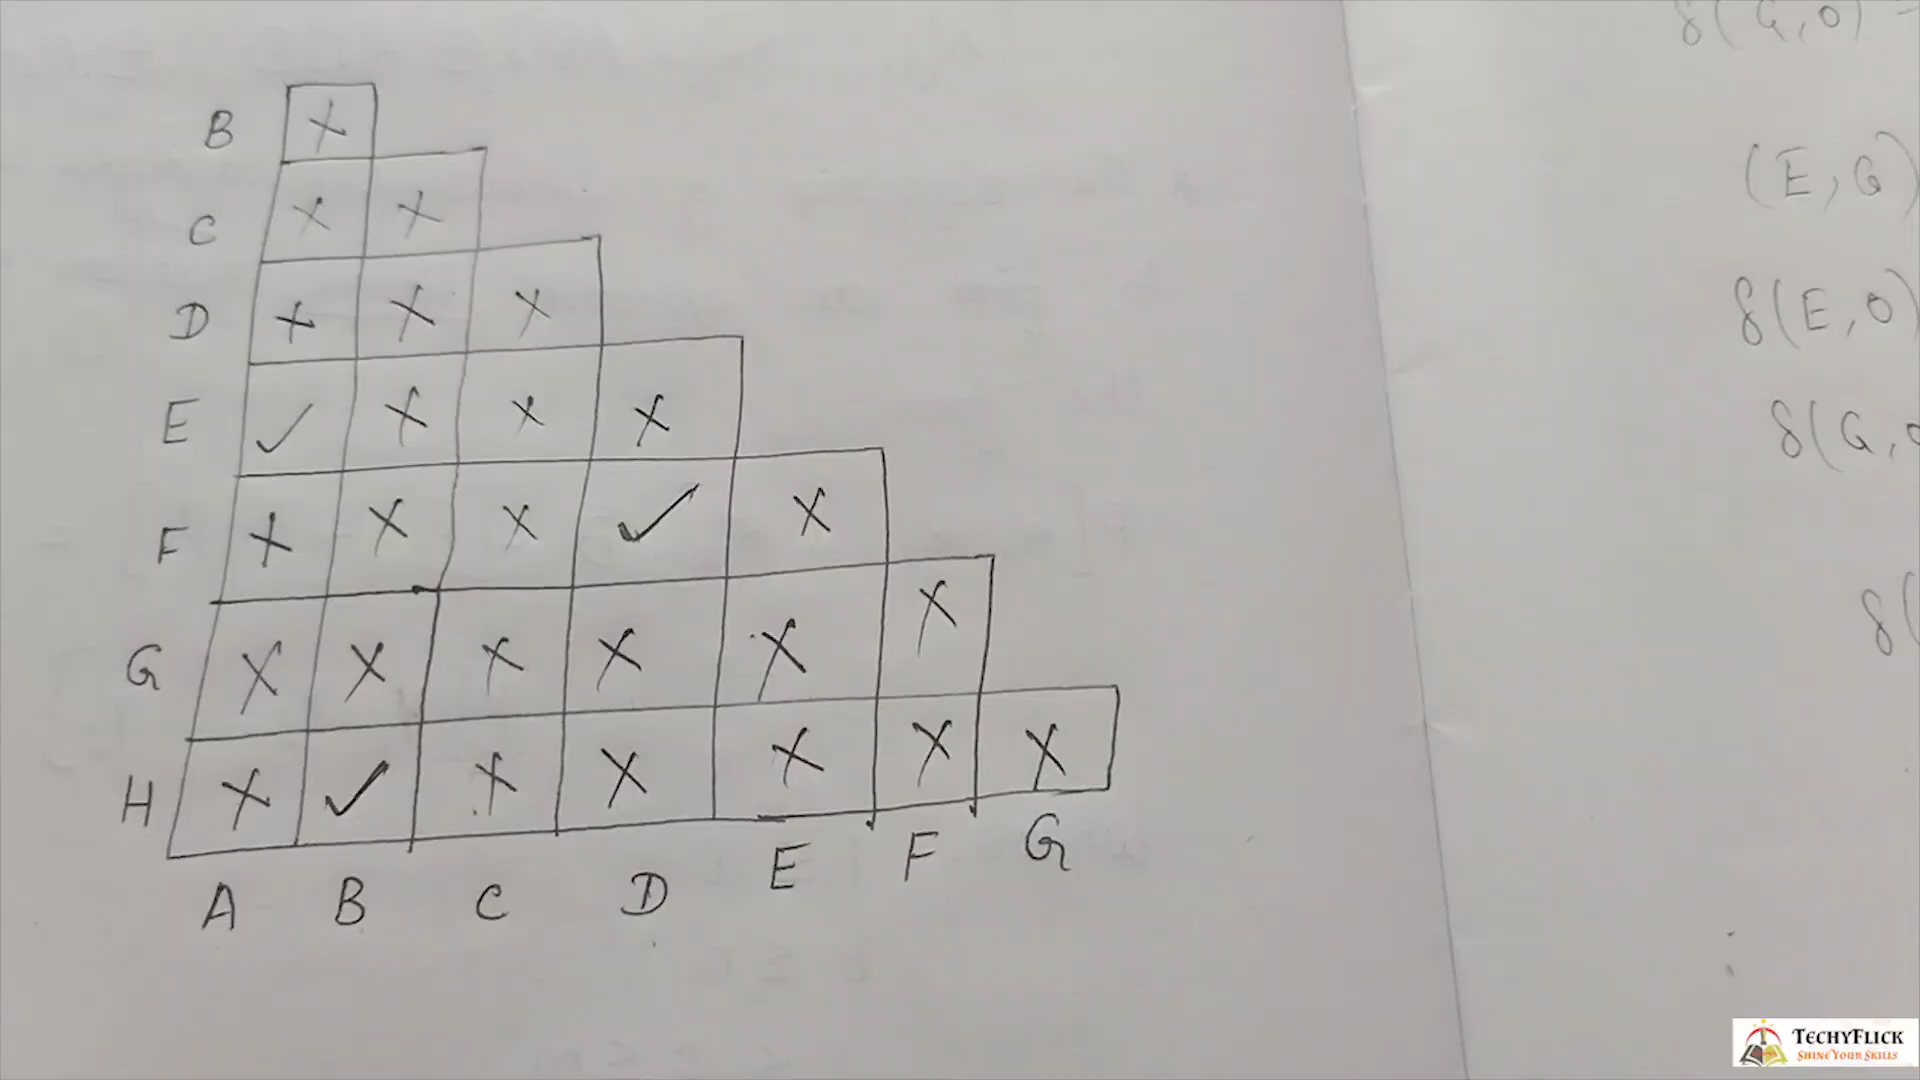 B X
C X X
D X X X
E ✓ X X X
F X X X ✓ X
G X X X X X X
H X ✓ X X X X X
A B C D E F G
δ(G,0)
(E,G)
δ(E,0)
δ(G,
δ(
TECHYFLICK
SHINE YOUR SKILLS